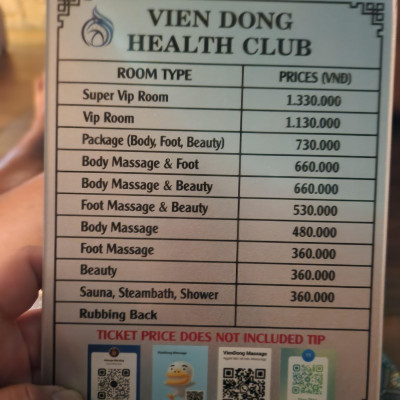 VIEN DONG
HEALTH CLUB
ROOM TYPE PRICES (VNĐ)
Super Vip Room 1.330.000
Vip Room 1.130.000
Package (Body, Foot, Beauty) 730.000
Body Massage & Foot 660.000
Body Massage & Beauty 660.000
Foot Massage & Beauty 530.000
Body Massage 480.000
Foot Massage 360.000
Beauty 360.000
Sauna, Steambath, Shower 360.000
Rubbing Back
TICKET PRICE DOES NOT INCLUDED TIP
VienDong Massage